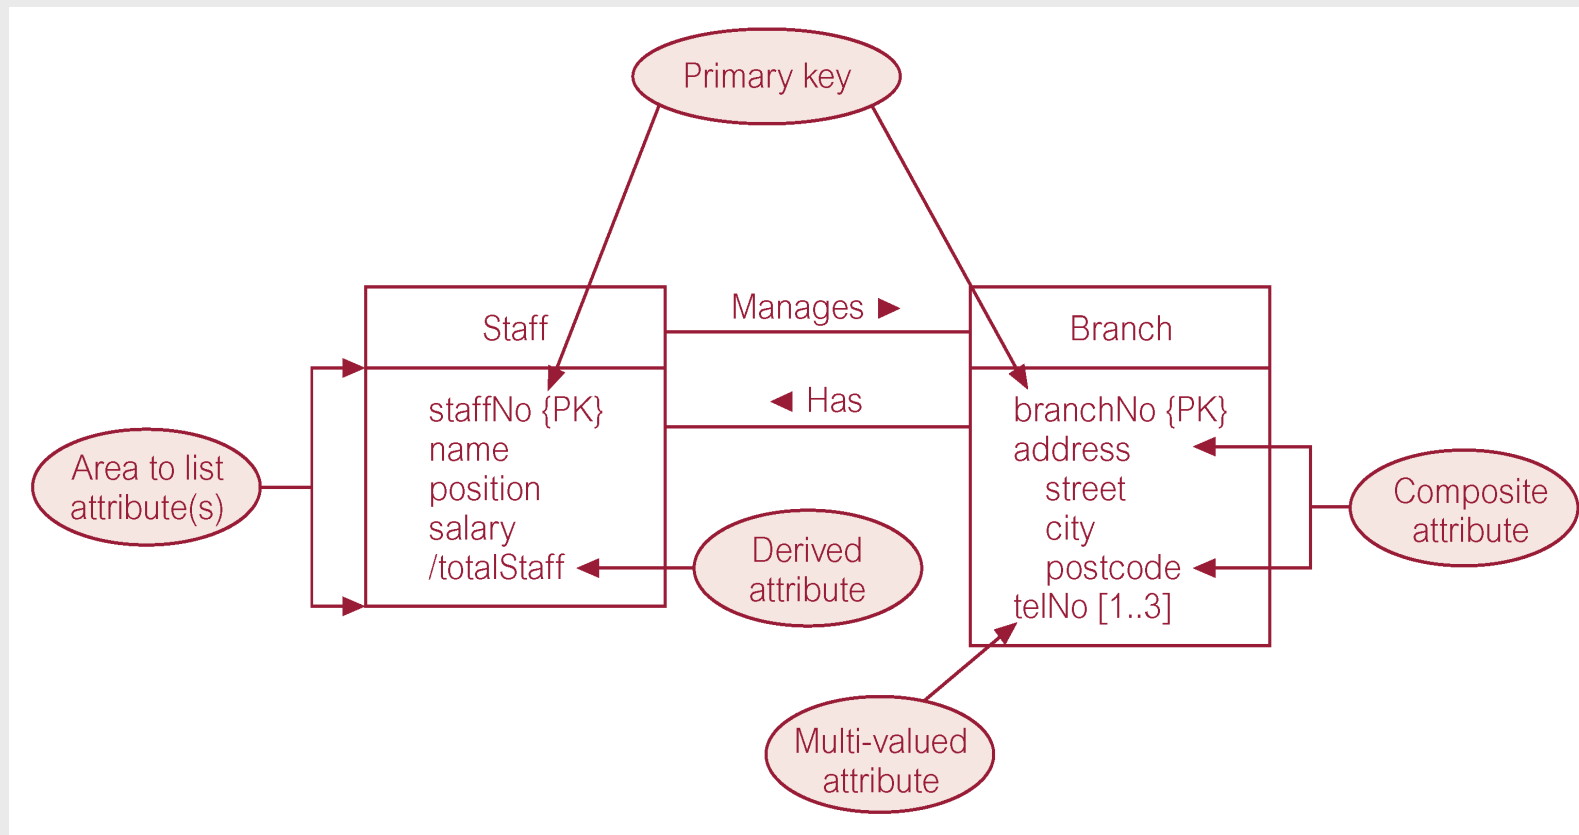 Primary key
Manages ►
Staff
Branch
◄ Has
staffNo {PK}
name
position
salary
/totalStaff
branchNo {PK}
address
street
city
postcode
telNo [1..3]
Area to list
attribute(s)
Derived
attribute
Composite
attribute
Multi-valued
attribute